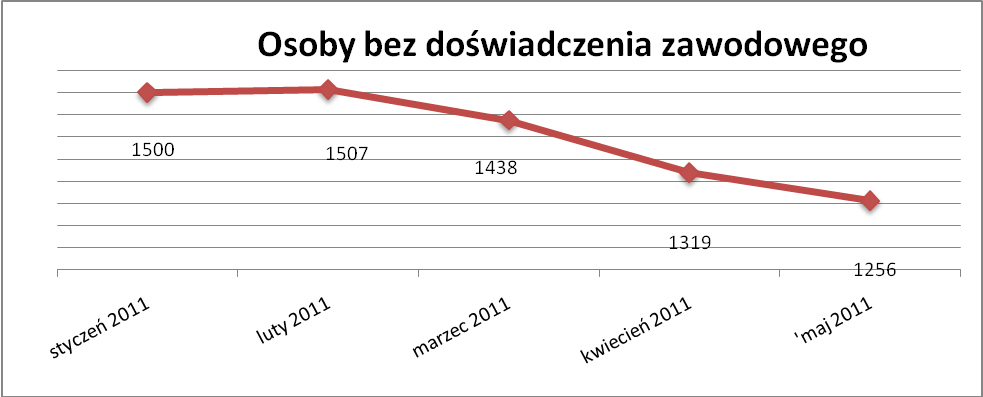 Osoby bez doświadczenia zawodowego
1500
1507
1438
1319
1256
styczeń 2011
luty 2011
marzec 2011
kwiecień 2011
'maj 2011